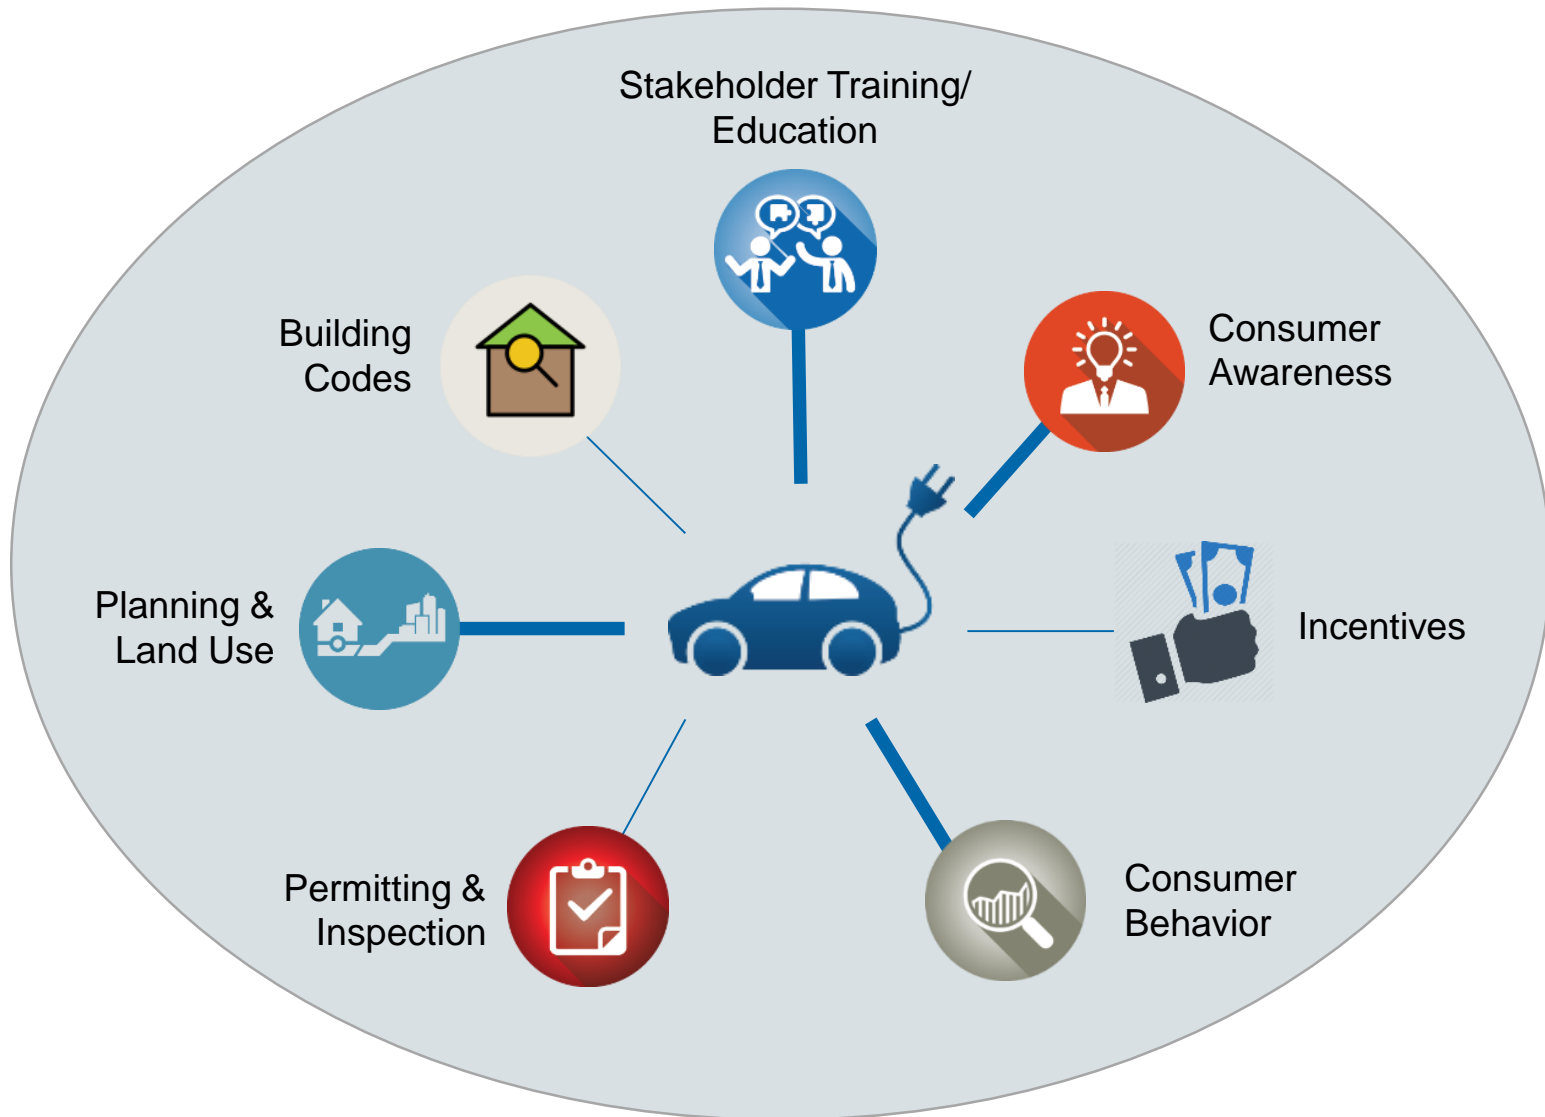 Stakeholder Training/
Education
Building
Codes
Consumer
Awareness
Planning &
Land Use
Incentives
Permitting &
Inspection
Consumer
Behavior